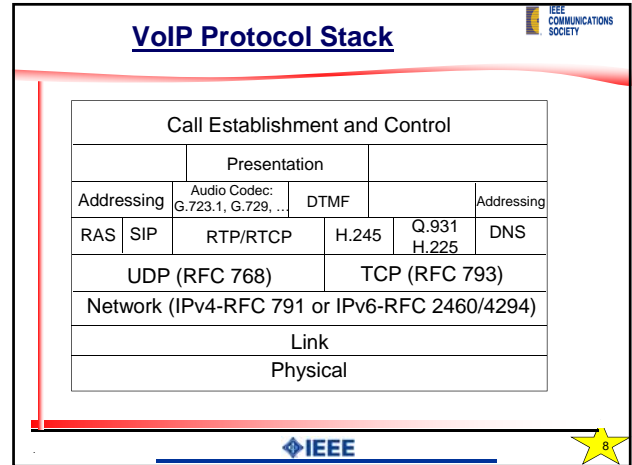 VoIP Protocol Stack
IEEE
COMMUNICATIONS
SOCIETY
Call Establishment and Control
Presentation
Addressing
Audio Codec:
G.723.1, G.729, ...
DTMF
Addressing
RAS
SIP
RTP/RTCP
H.245
Q.931
H.225
DNS
UDP (RFC 768)
TCP (RFC 793)
Network (IPv4-RFC 791 or IPv6-RFC 2460/4294)
Link
Physical
.
IEEE
8